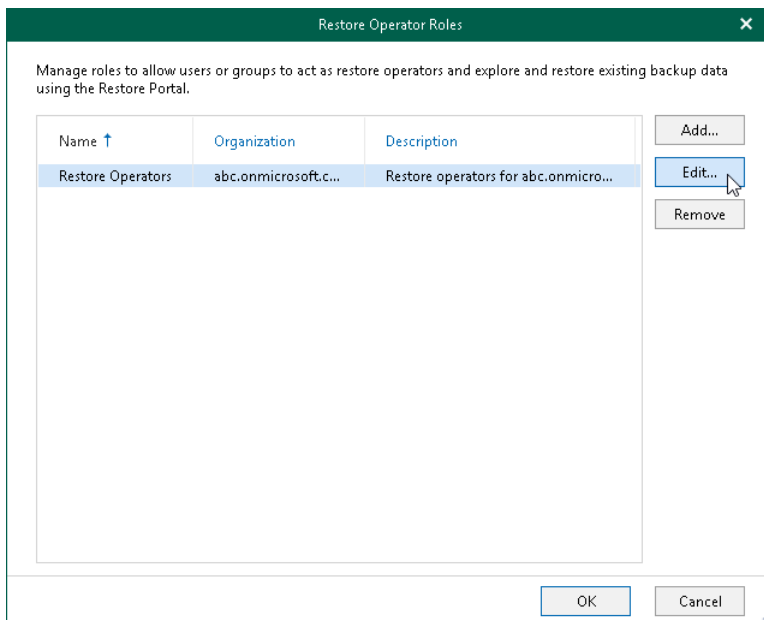 Restore Operator Roles
Manage roles to allow users or groups to act as restore operators and explore and restore existing backup data
using the Restore Portal.
Name Organization Description
Restore Operators abc.onmicrosoft.c... Restore operators for abc.onmicro...
Add...
Edit...
Remove
OK Cancel